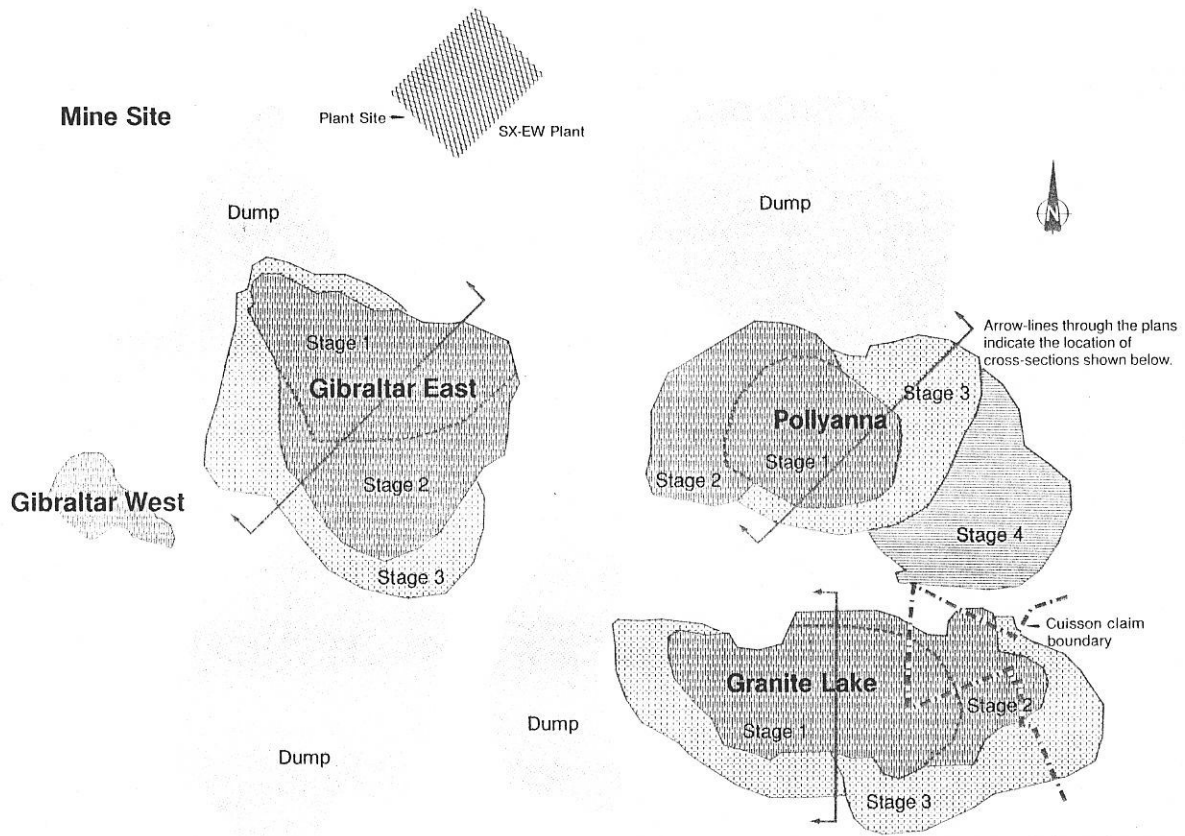 Mine Site
Plant Site
SX-EW Plant
Dump
Dump
N
Arrow-lines through the plans
indicate the location of
cross-sections shown below.
Stage 1
Gibraltar East
Stage 2
Stage 3
Gibraltar West
Stage 3
Pollyanna
Stage 1
Stage 2
Stage 4
Cuisson claim
boundary
Granite Lake
Stage 2
Stage 1
Stage 3
Dump
Dump